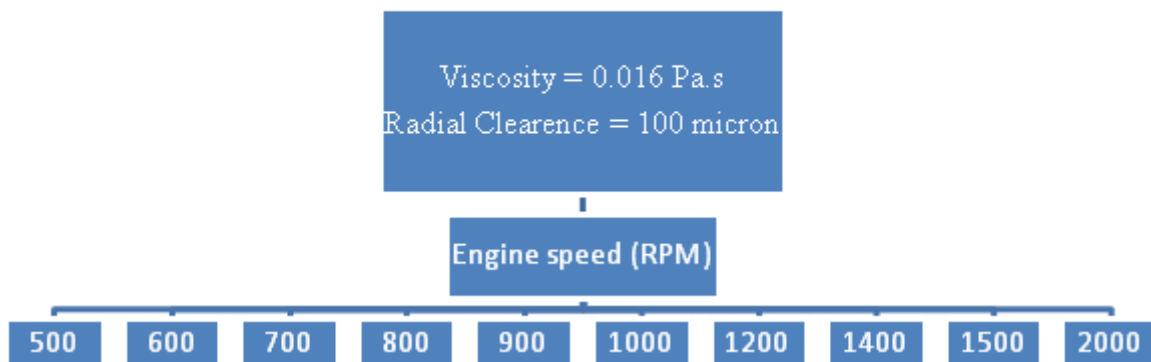 Viscosity = 0.016 Pa.s
Radial Clearence = 100 micron
Engine speed (RPM)
500 600 700 800 900 1000 1200 1400 1500 2000